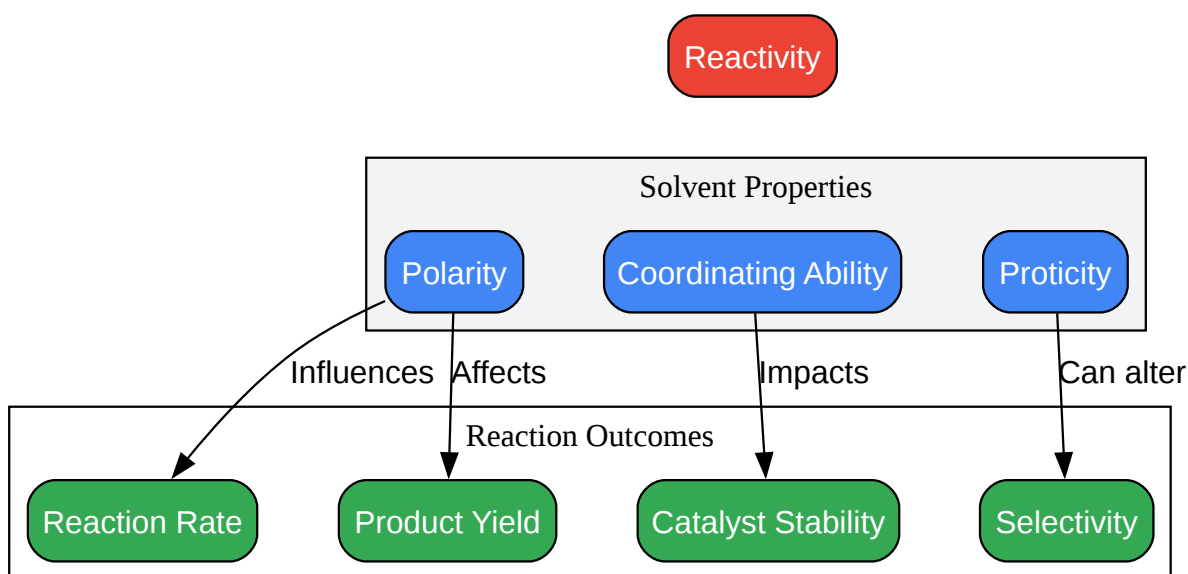 Reactivity
Solvent Properties
Polarity
Coordinating Ability
Proticity
Influences
Affects
Impacts
Can alter
Reaction Outcomes
Reaction Rate
Product Yield
Catalyst Stability
Selectivity